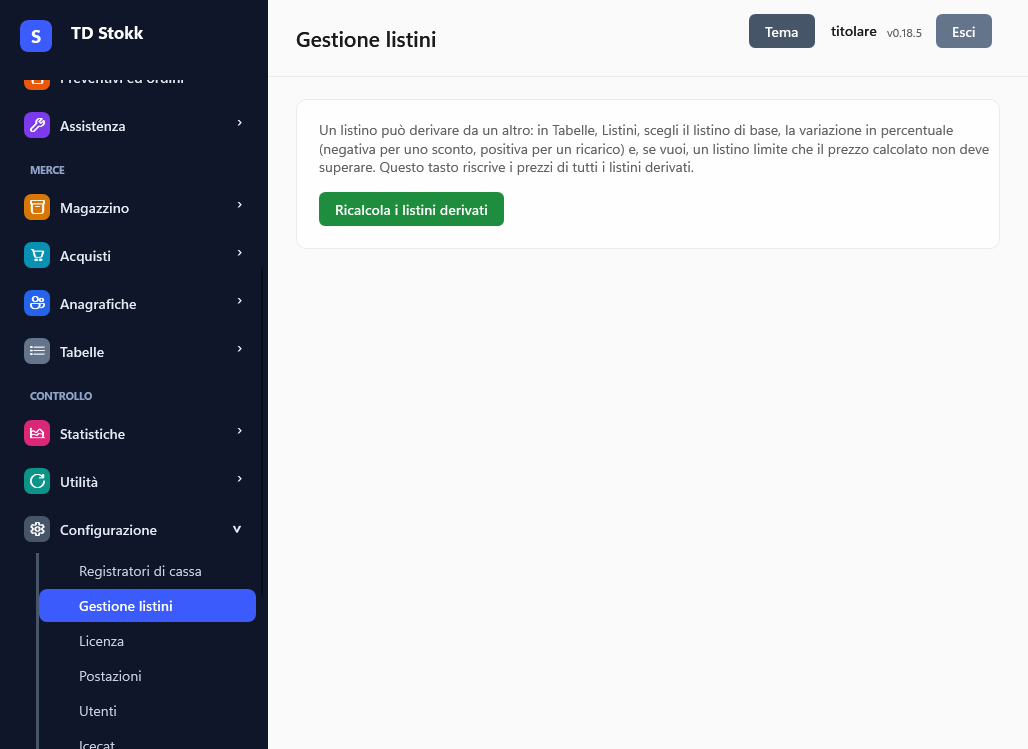 S
TD Stokk
Preventivi ed ordini
Assistenza
MERCE
Magazzino
Acquisti
Anagrafiche
Tabelle
CONTROLLO
Statistiche
Utilità
Configurazione
Registratori di cassa
Gestione listini
Licenza
Postazioni
Utenti
Icecat
Gestione listini
Tema
titolare
v0.18.5
Esci
Un listino può derivare da un altro: in Tabelle, Listini, scegli il listino di base, la variazione in percentuale
(negativa per uno sconto, positiva per un ricarico) e, se vuoi, un listino limite che il prezzo calcolato non deve
superare. Questo tasto riscrive i prezzi di tutti i listini derivati.
Ricalcola i listini derivati